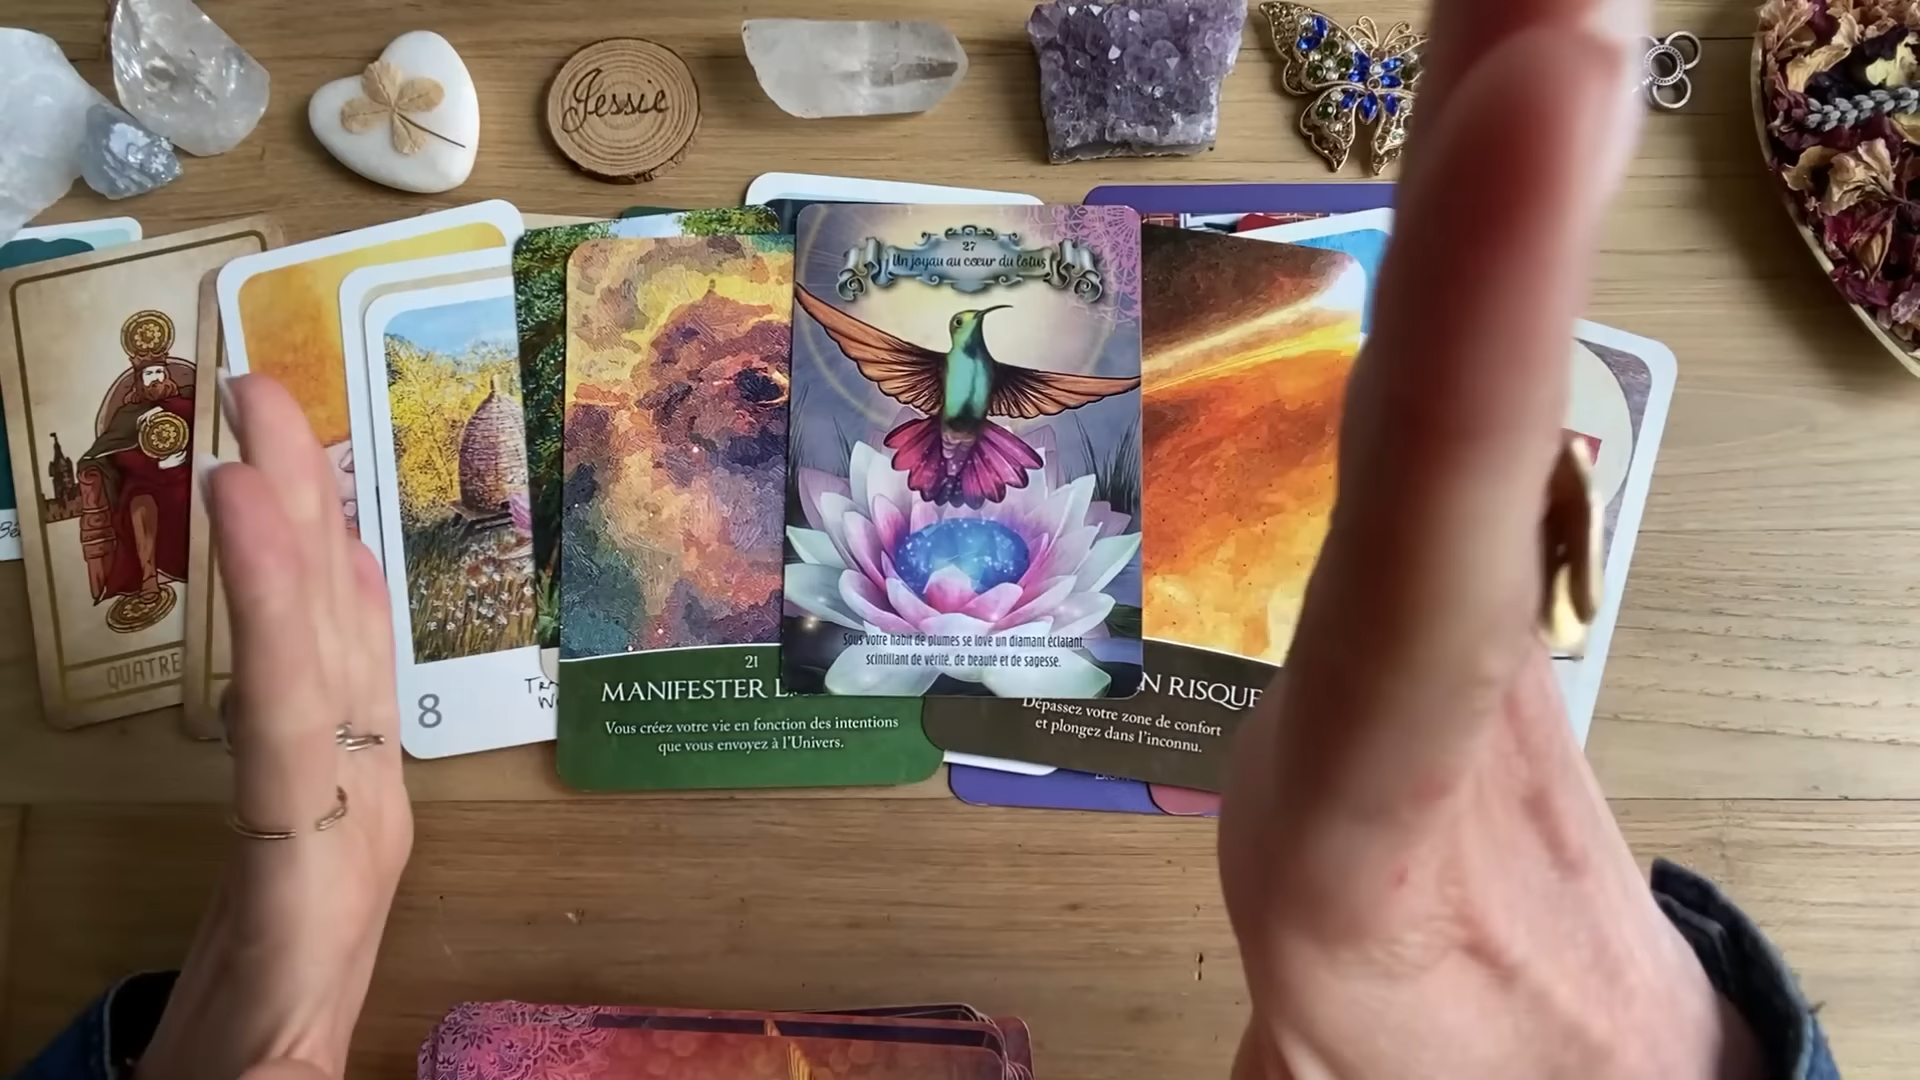 Jessie
27
Un joyau au cœur du lotus
Sous votre habit de plumes se love un diamant éclatant,
scintillant de vérité, de beauté et de sagesse.
QUATRE
8
21
MANIFESTER
Vous créez votre vie en fonction des intentions
que vous envoyez à l'Univers.
N RISQUE
Dépassez votre zone de confort
et plongez dans l'inconnu.